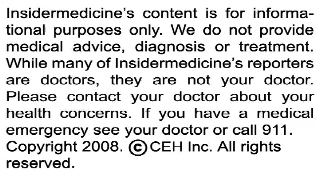 Insidermedicine's content is for informa-
tional purposes only. We do not provide
medical advice, diagnosis or treatment.
While many of Insidermedicine's reporters
are doctors, they are not your doctor.
Please contact your doctor about your
health concerns. If you have a medical
emergency see your doctor or call 911.
Copyright 2008. ©CEH Inc. All rights
reserved.